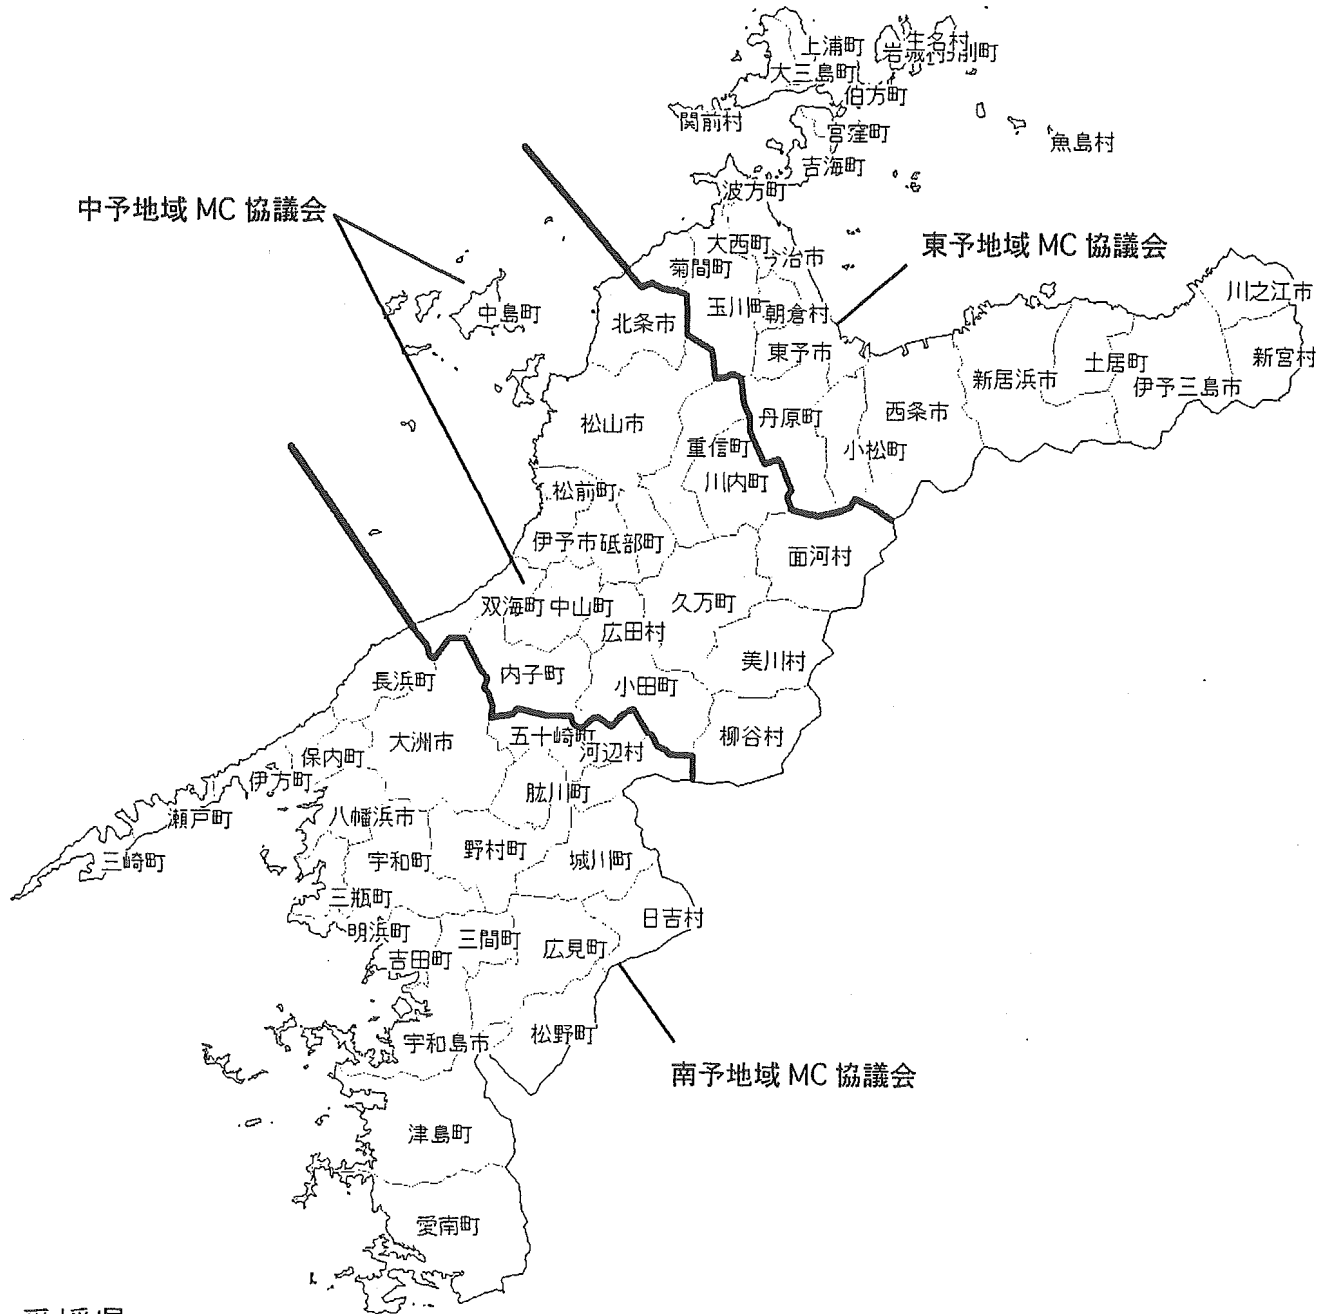 上浦町
生名村
岩城村
弓削町
大三島町
伯方町
関前村
宮窪町
魚島村
吉海町
波方町
中予地域 MC 協議会
大西町
今治市
東予地域 MC 協議会
菊間町
川之江市
玉川町
朝倉村
中島町
北条市
東予市
新宮村
土居町
新居浜市
伊予三島市
西条市
丹原町
松山市
重信町
小松町
川内町
松前町
伊予市
砥部町
面河村
双海町
中山町
久万町
広田村
美川村
内子町
長浜町
小田町
五十崎町
柳谷村
大洲市
河辺村
保内町
伊方町
肱川町
瀬戸町
八幡浜市
野村町
宇和町
城川町
三崎町
三瓶町
日吉村
明浜町
三間町
広見町
吉田町
松野町
宇和島市
南予地域 MC 協議会
津島町
愛南町